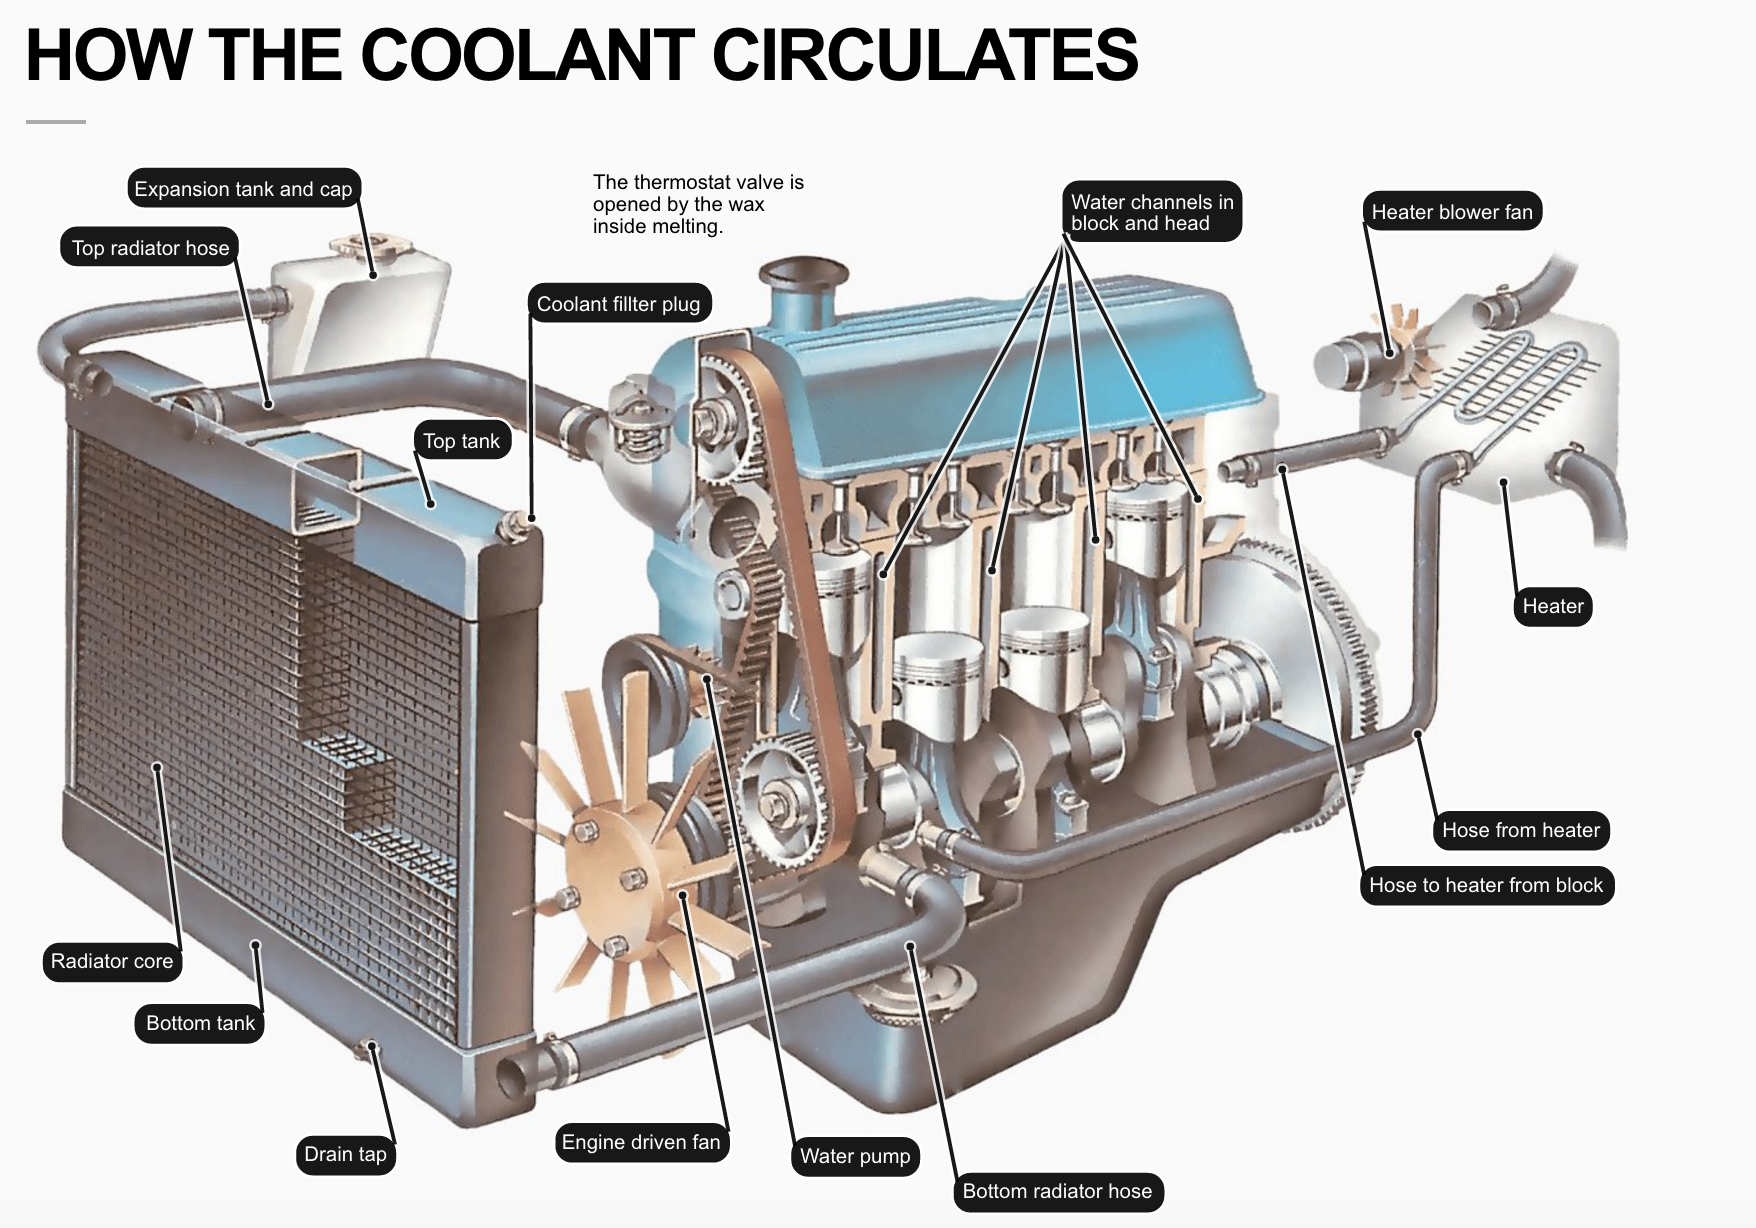 HOW THE COOLANT CIRCULATES
Expansion tank and cap
The thermostat valve is
opened by the wax
inside melting.
Water channels in
block and head
Heater blower fan
Top radiator hose
Coolant fillter plug
Top tank
Heater
Hose from heater
Hose to heater from block
Radiator core
Bottom tank
Drain tap
Engine driven fan
Water pump
Bottom radiator hose